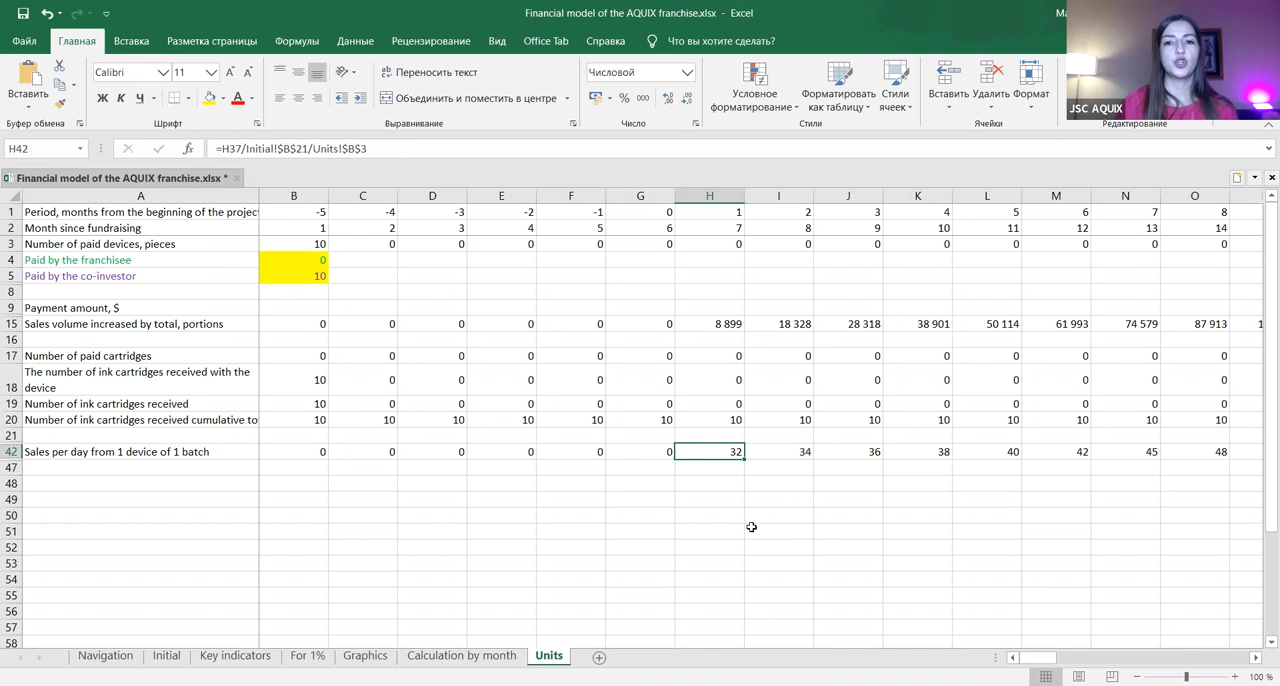 Financial model of the AQUIX franchise.xlsx - Excel
Файл Главная Вставка Разметка страницы Формулы Данные Рецензирование Вид Office Tab Справка Что вы хотите сделать?
JSC AQUIX
Вставить
Calibri 11
Ж К Ч
Переносить текст
Объединить и поместить в центре
Числовой
% 000
Условное форматирование
Форматировать как таблицу
Стили ячеек
Вставить Удалить Формат
Буфер обмена Шрифт Выравнивание Число Стили Ячейки Редактирование
H42 fx =H37/Initial!$B$21/Units!$B$3
Financial model of the AQUIX franchise.xlsx *
A B C D E F G H I J K L M N O
1 Period, months from the beginning of the projec -5 -4 -3 -2 -1 0 1 2 3 4 5 6 7 8
2 Month since fundraising 1 2 3 4 5 6 7 8 9 10 11 12 13 14
3 Number of paid devices, pieces 10 0 0 0 0 0 0 0 0 0 0 0 0 0
4 Paid by the franchisee 0
5 Paid by the co-investor 10
8
9 Payment amount, $
15 Sales volume increased by total, portions 0 0 0 0 0 0 8 899 18 328 28 318 38 901 50 114 61 993 74 579 87 913 1
16
17 Number of paid cartridges 0 0 0 0 0 0 0 0 0 0 0 0 0 0
The number of ink cartridges received with the
18 device 10 0 0 0 0 0 0 0 0 0 0 0 0 0
19 Number of ink cartridges received 10 0 0 0 0 0 0 0 0 0 0 0 0 0
20 Number of ink cartridges received cumulative to 10 10 10 10 10 10 10 10 10 10 10 10 10 10
21
42 Sales per day from 1 device of 1 batch 0 0 0 0 0 0 32 34 36 38 40 42 45 48
47
48
49
50
51
52
53
54
55
56
57
58
Navigation Initial Key indicators For 1% Graphics Calculation by month Units
100 %